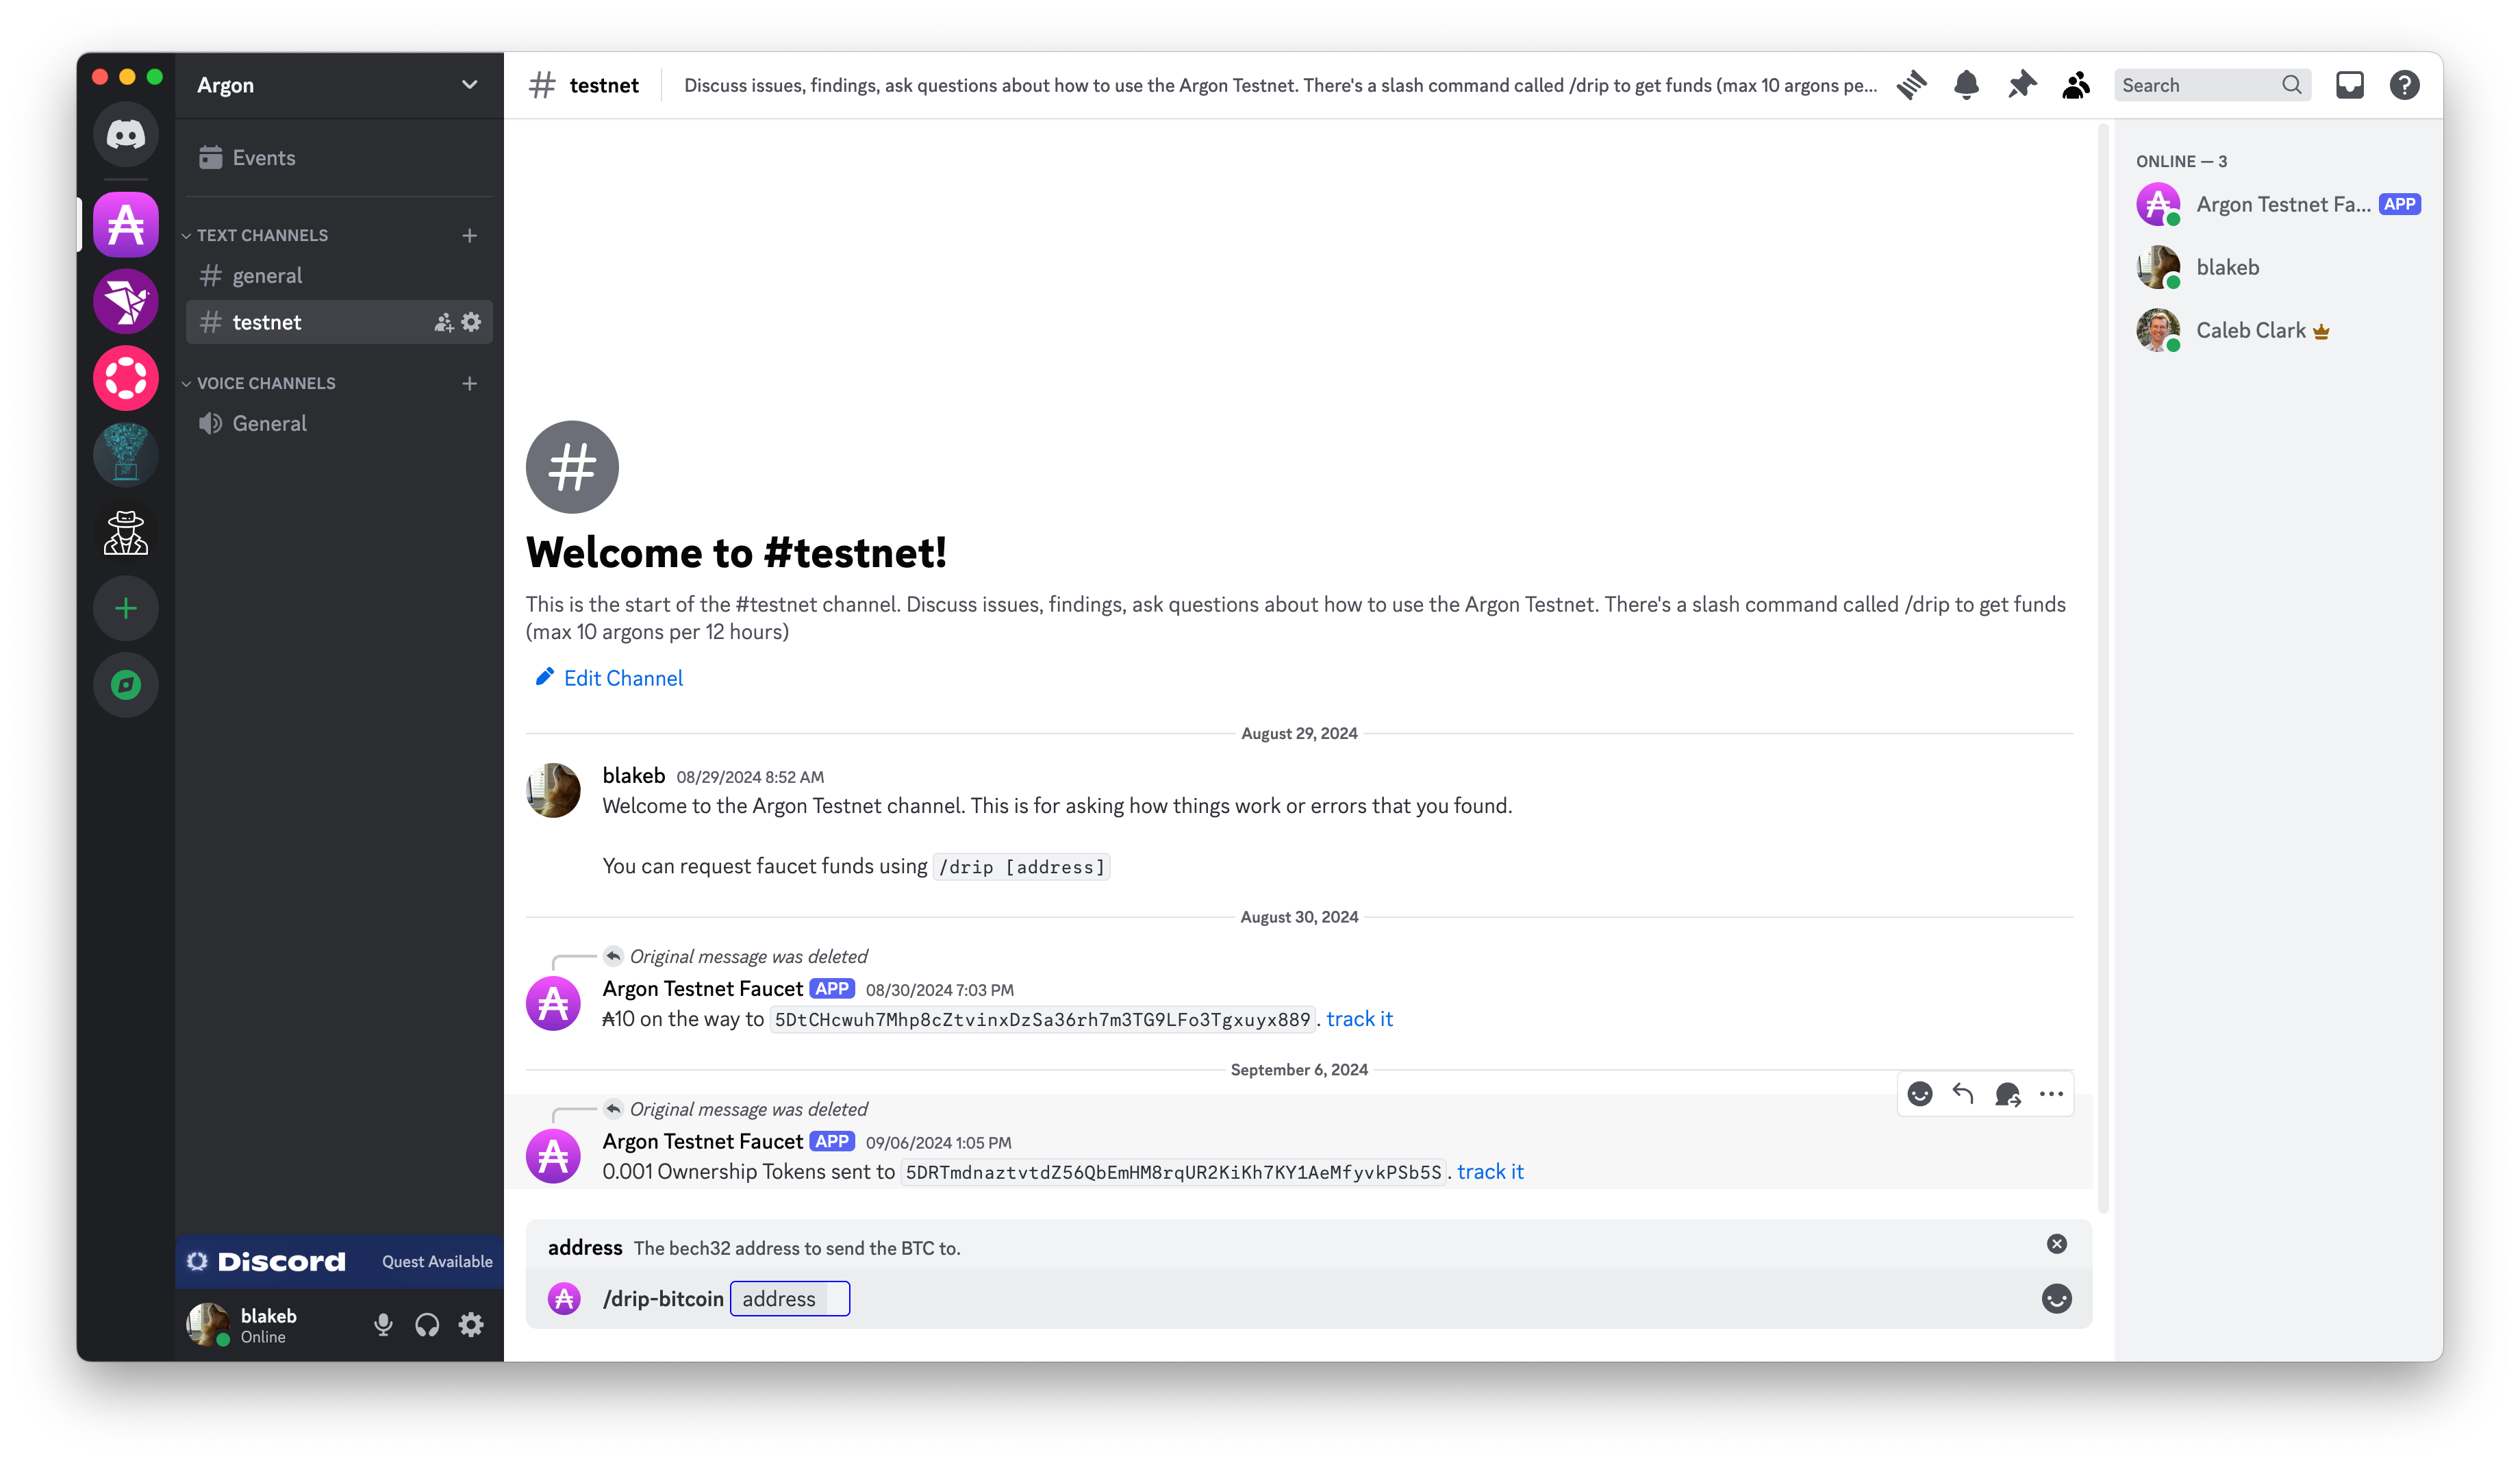 Argon
Events
TEXT CHANNELS
general
testnet
VOICE CHANNELS
General
Discord Quest Available
blakeb
Online
testnet Discuss issues, findings, ask questions about how to use the Argon Testnet. There's a slash command called /drip to get funds (max 10 argons pe...
Search
Welcome to #testnet!
This is the start of the #testnet channel. Discuss issues, findings, ask questions about how to use the Argon Testnet. There's a slash command called /drip to get funds
(max 10 argons per 12 hours)
Edit Channel
August 29, 2024
blakeb 08/29/2024 8:52 AM
Welcome to the Argon Testnet channel. This is for asking how things work or errors that you found.
You can request faucet funds using /drip [address]
August 30, 2024
Original message was deleted
Argon Testnet Faucet APP 08/30/2024 7:03 PM
₳10 on the way to 5DtCHcwuh7Mhp8cZtvinxDzSa36rh7m3TG9LFo3Tgxuyx889. track it
September 6, 2024
Original message was deleted
Argon Testnet Faucet APP 09/06/2024 1:05 PM
0.001 Ownership Tokens sent to 5DRTmdnaztvtdZ56QbEmHM8rqUR2KiKh7KY1AeMfyvkPSb5S. track it
address The bech32 address to send the BTC to.
/drip-bitcoin address
ONLINE — 3
Argon Testnet Fa... APP
blakeb
Caleb Clark